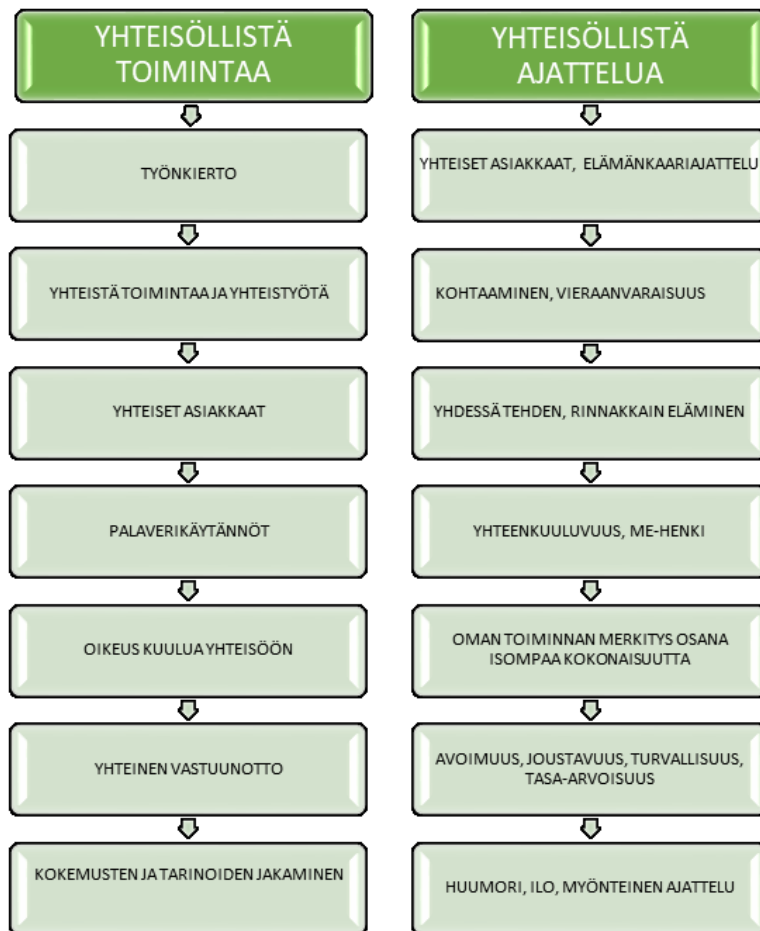 YHTEISÖLLISTÄ
TOIMINTAA
TYÖNKIERTO
YHTEISTÄ TOIMINTAA JA YHTEISTYÖTÄ
YHTEISET ASIAKKAAT
PALAVERIKÄYTÄNNÖT
OIKEUS KUULUA YHTEISÖÖN
YHTEINEN VASTUUNOTTO
KOKEMUSTEN JA TARINOIDEN JAKAMINEN
YHTEISÖLLISTÄ
AJATTELUA
YHTEISET ASIAKKAAT, ELÄMÄNKAARIAJATTELU
KOHTAAMINEN, VIERAANVARAISUUS
YHDESSÄ TEHDEN, RINNAKKAIN ELÄMINEN
YHTEENKUULUVUUS, ME-HENKI
OMAN TOIMINNAN MERKITYS OSANA
ISOMPAA KOKONAISUUTTA
AVOIMUUS, JOUSTAVUUS, TURVALLISUUS,
TASA-ARVOISUUS
HUUMORI, ILO, MYÖNTEINEN AJATTELU